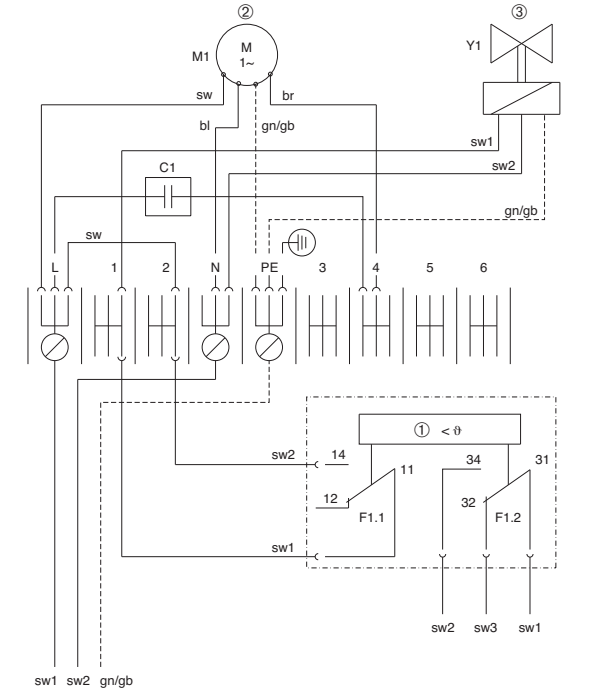 ② ③
M1 M 1~ Y1
sw br
bl gn/gb
sw1
C1 sw2
gn/gb
sw
L 1 2 N PE 3 4 5 6
① < ϑ
sw2 14 34 31
11
12 32
F1.1 F1.2
sw1
sw2 sw3 sw1
sw1 sw2 gn/gb